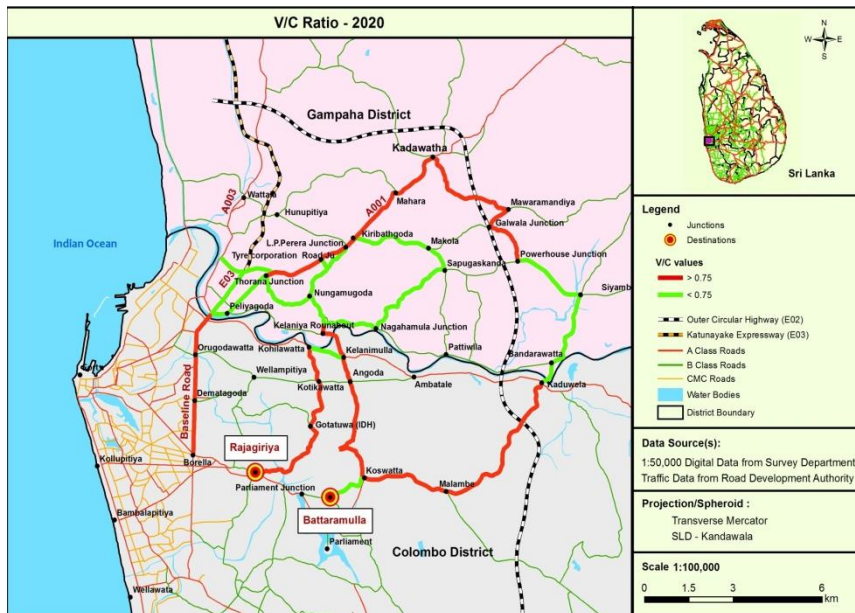 V/C Ratio - 2020
N
W
E
S
Sri Lanka
Gampaha District
Kadawatha
A003
Wattala
Mahara
Mawaramandiya
Hunupitiya
A001
Galwala Junction
Indian Ocean
L.P.Perera Junction
Kiribathgoda
Makola
Tyre corporation Road Ju
Sapugaskanda
Powerhouse Junction
E03
Thorana Junction
Nungamugoda
Siyamb
Peliyagoda
Kelaniya Rounabout
Nagahamula Junction
Orugodawatta
Kohilawatta
Kelanimulla
Pattiwila
Bandarawatta
Wellampitiya
Kotikawatta
Angoda
Ambatale
Kaduwela
Baseline Road
Dematagoda
Gotatuwa (IDH)
Rajagiriya
Kollupitiya
Borella
Koswatta
Parliament Junction
Malambe
Battaramulla
Bambalapitiya
Parliament
Colombo District
Wellawata
Legend
Junctions
Destinations
V/C values
> 0.75
< 0.75
Outer Circular Highway (E02)
Katunayake Expressway (E03)
A Class Roads
B Class Roads
CMC Roads
Water Bodies
District Boundary
Data Source(s):
1:50,000 Digital Data from Survey Department
Traffic Data from Road Development Authority
Projection/Spheroid :
Transverse Mercator
SLD - Kandawala
Scale 1:100,000
0 1.5 3 6
km